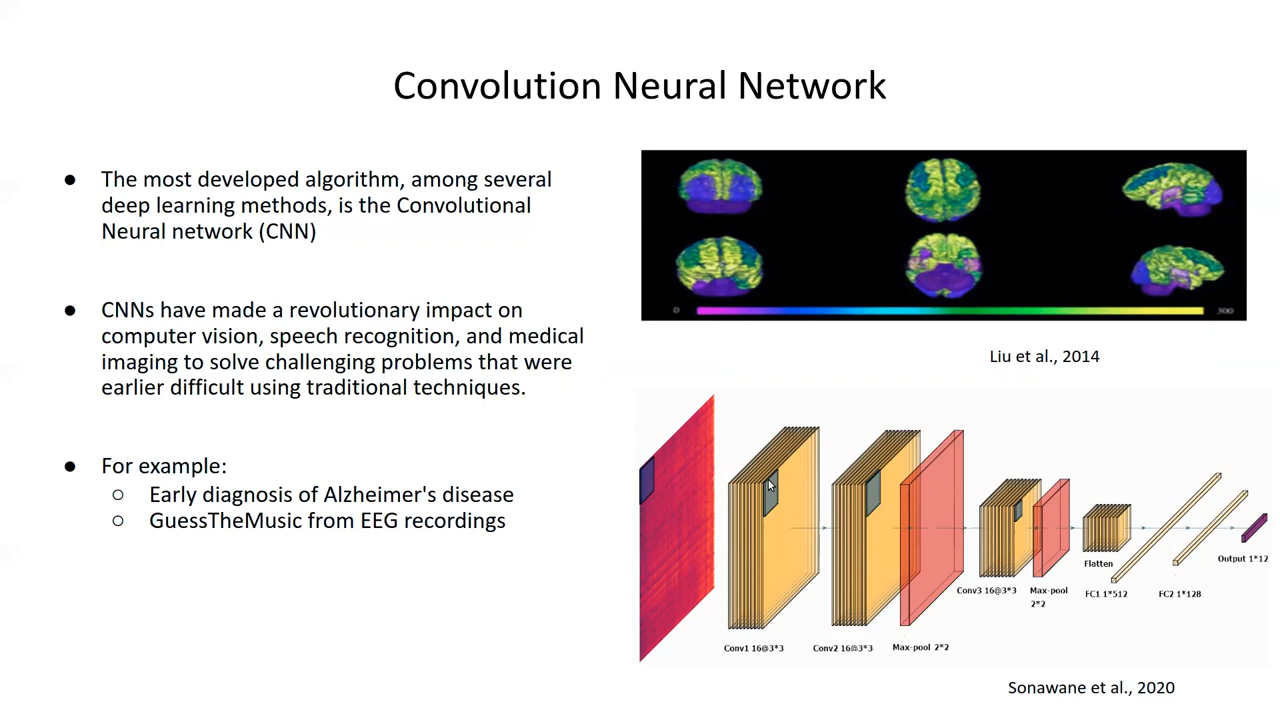 Convolution Neural Network
● The most developed algorithm, among several
deep learning methods, is the Convolutional
Neural network (CNN)
● CNNs have made a revolutionary impact on
computer vision, speech recognition, and medical
imaging to solve challenging problems that were
earlier difficult using traditional techniques.
● For example:
○ Early diagnosis of Alzheimer's disease
○ GuessTheMusic from EEG recordings
0 300
Liu et al., 2014
Conv1 16@3*3
Conv2 16@3*3
Max-pool 2*2
Conv3 16@3*3
Max-pool
2*2
Flatten
FC1 1*512
FC2 1*128
Output 1*12
Sonawane et al., 2020